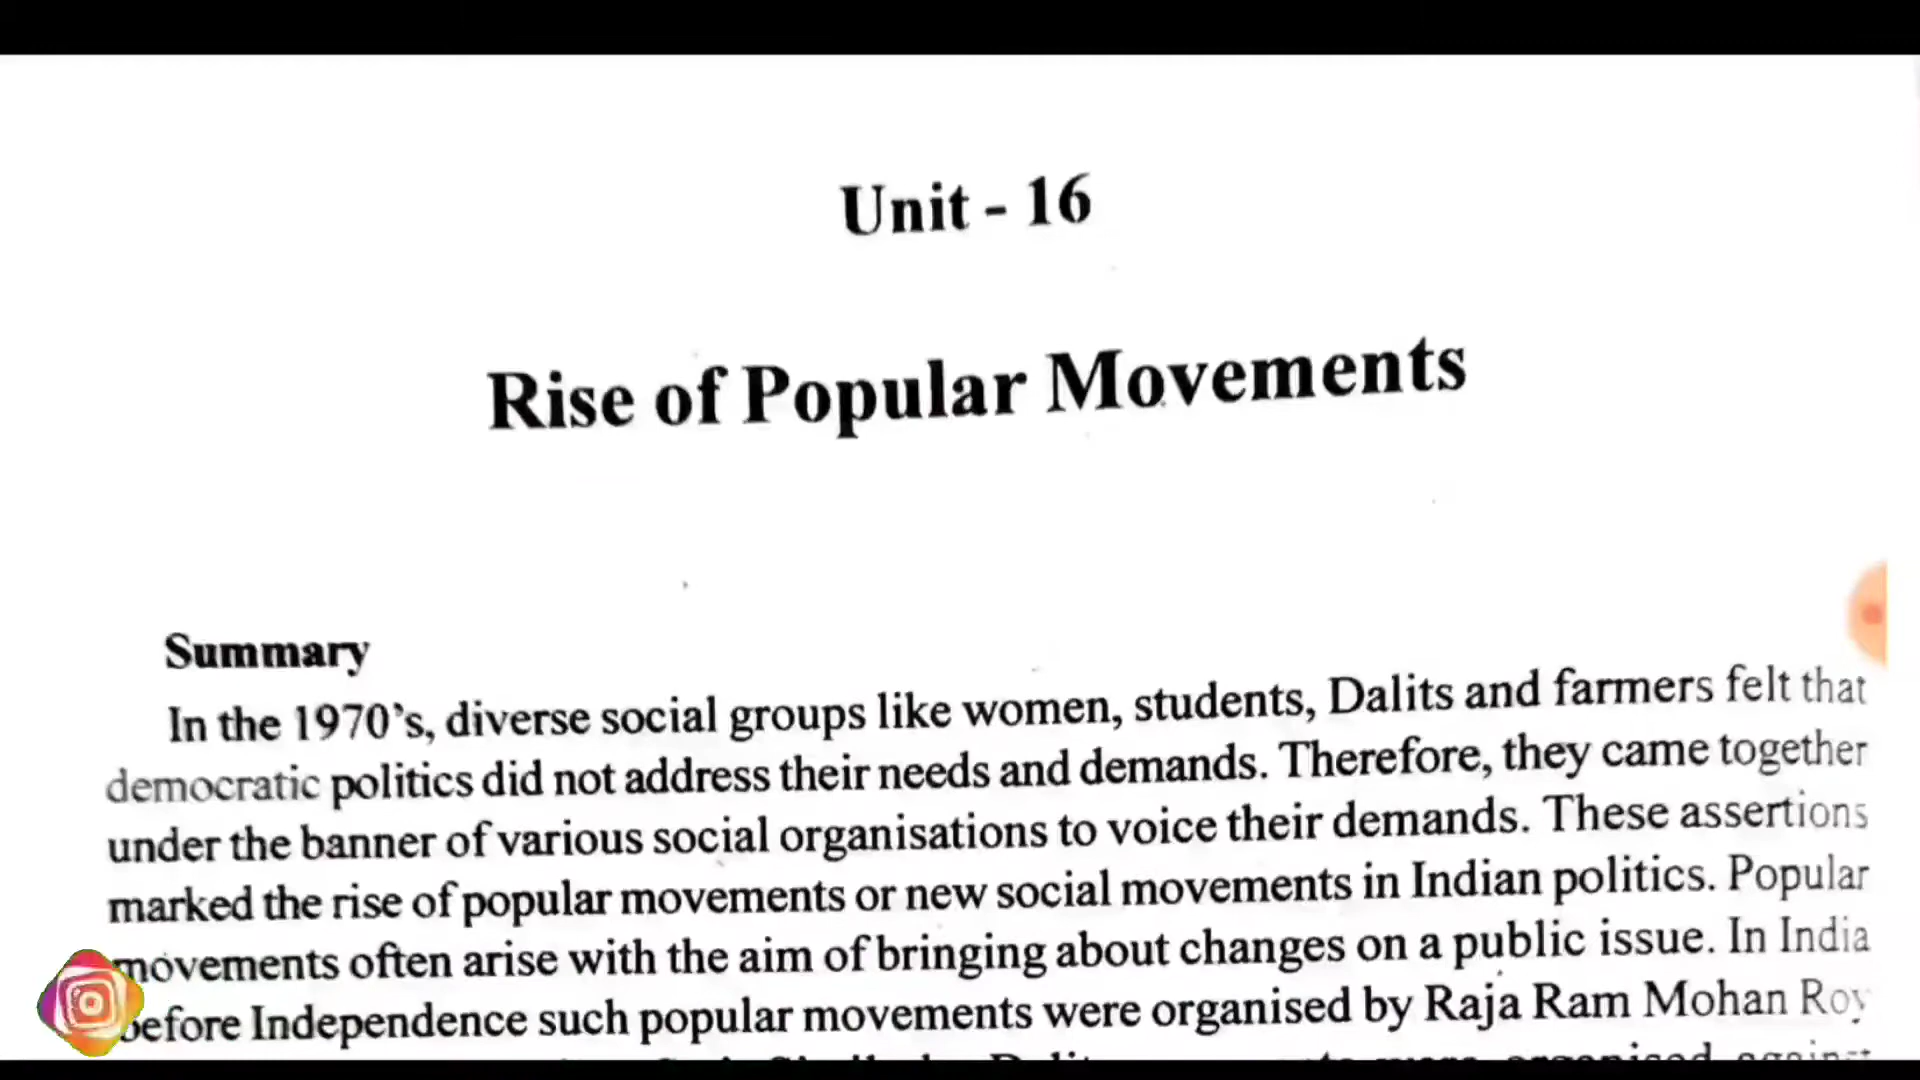 Unit - 16
Rise of Popular Movements
Summary
In the 1970's, diverse social groups like women, students, Dalits and farmers felt that
democratic politics did not address their needs and demands. Therefore, they came together
under the banner of various social organisations to voice their demands. These assertions
marked the rise of popular movements or new social movements in Indian politics. Popular
movements often arise with the aim of bringing about changes on a public issue. In India
before Independence such popular movements were organised by Raja Ram Mohan Roy
organised against